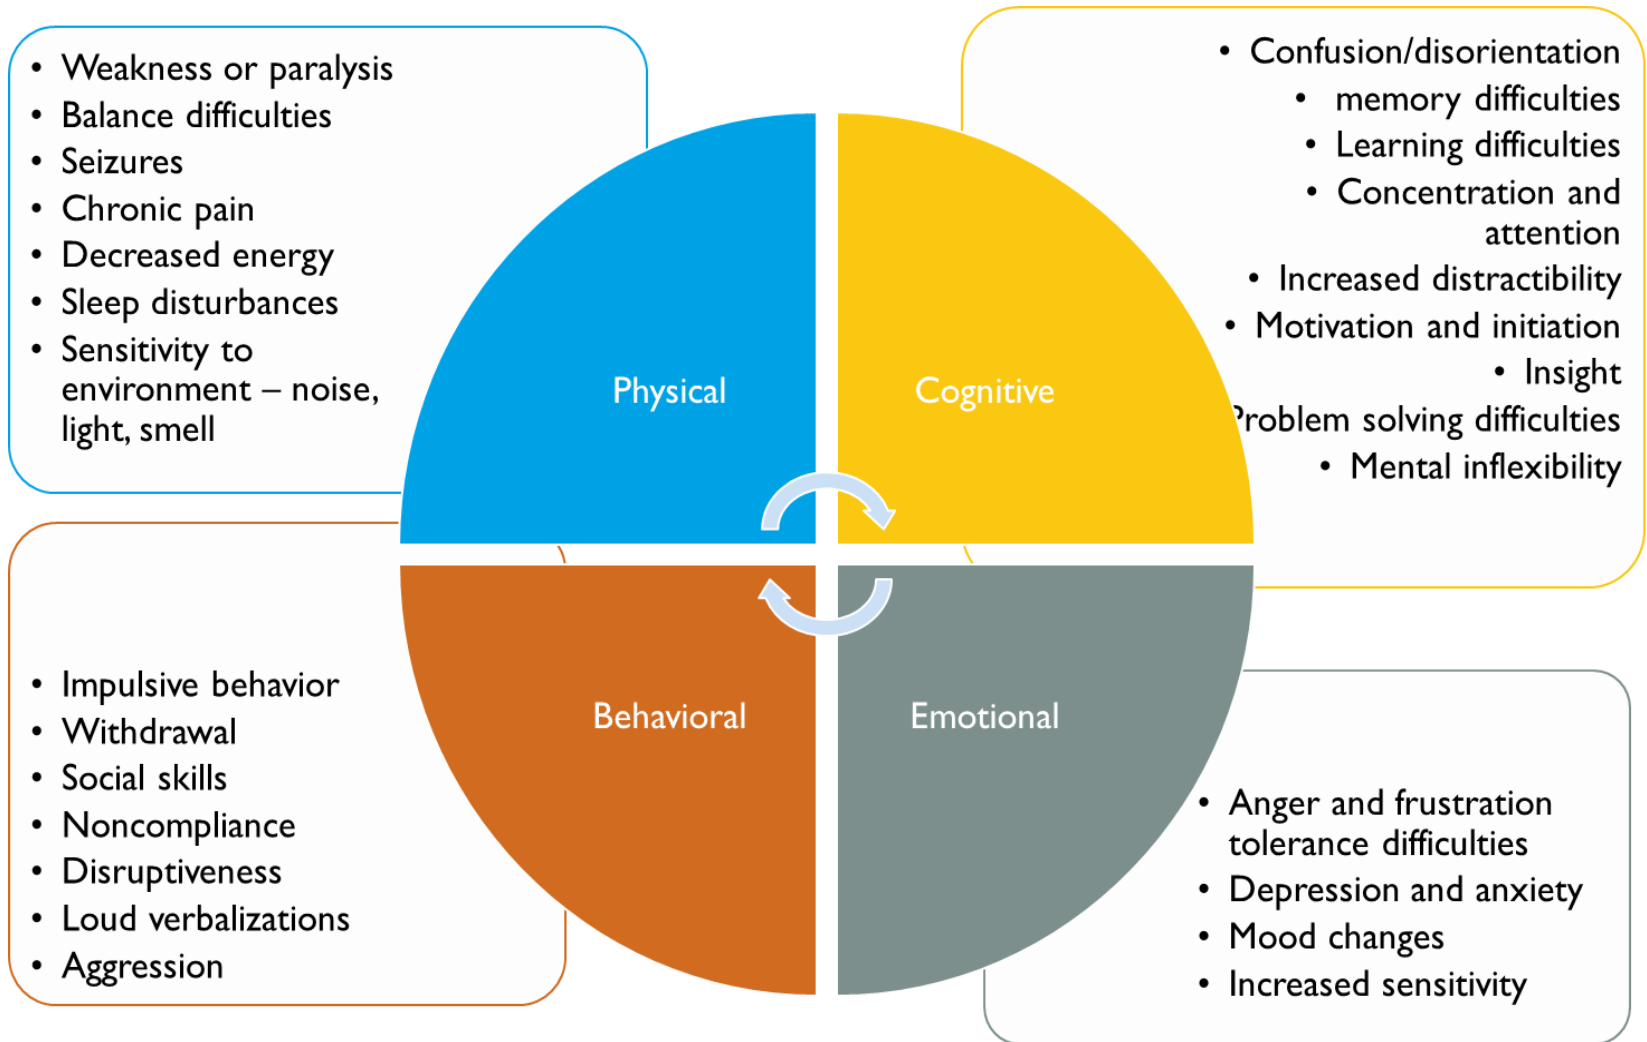 • Weakness or paralysis
• Balance difficulties
• Seizures
• Chronic pain
• Decreased energy
• Sleep disturbances
• Sensitivity to
environment – noise,
light, smell
Physical
• Confusion/disorientation
• memory difficulties
• Learning difficulties
• Concentration and
attention
• Increased distractibility
• Motivation and initiation
• Insight
Problem solving difficulties
• Mental inflexibility
Cognitive
• Impulsive behavior
• Withdrawal
• Social skills
• Noncompliance
• Disruptiveness
• Loud verbalizations
• Aggression
Behavioral
Emotional
• Anger and frustration
tolerance difficulties
• Depression and anxiety
• Mood changes
• Increased sensitivity